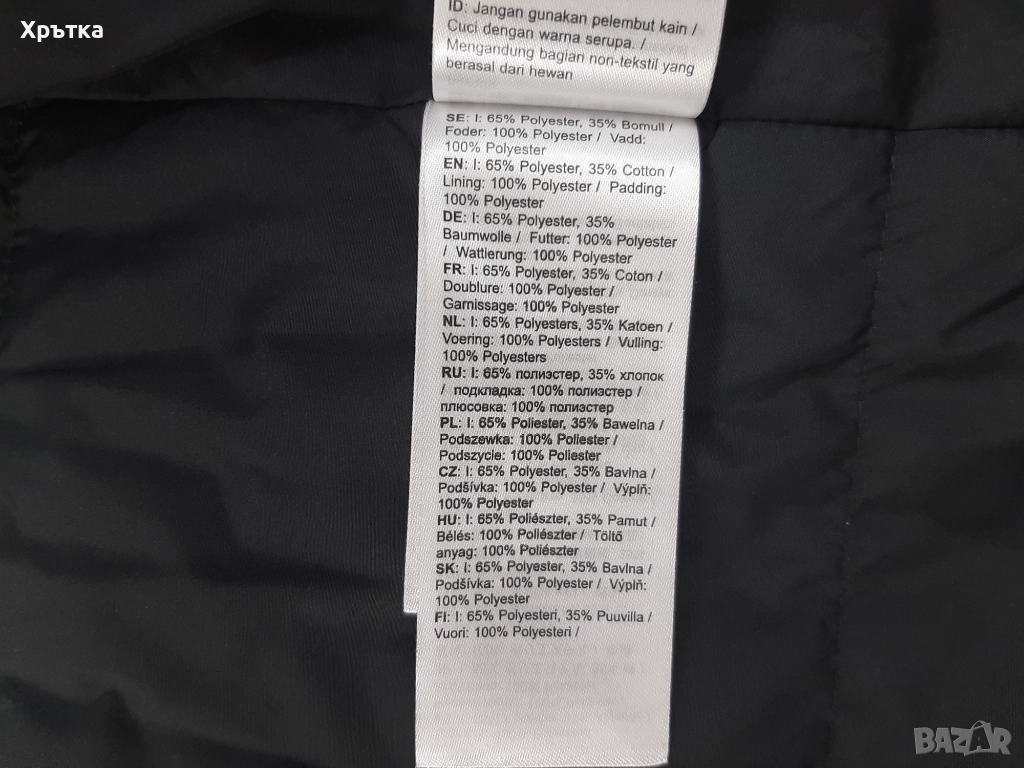 Хрътка
ID: Jangan gunakan pelembut kain /
Cuci dengan warna serupa. /
Mengandung bagian non-tekstil yang
berasal dari hewan
SE: I: 65% Polyester, 35% Bomull /
Foder: 100% Polyester / Vadd:
100% Polyester
EN: I: 65% Polyester, 35% Cotton /
Lining: 100% Polyester / Padding:
100% Polyester
DE: I: 65% Polyester, 35%
Baumwolle / Futter: 100% Polyester
/ Wattierung: 100% Polyester
FR: I: 65% Polyester, 35% Coton /
Doublure: 100% Polyester /
Garnissage: 100% Polyester
NL: I: 65% Polyesters, 35% Katoen /
Voering: 100% Polyesters / Vulling:
100% Polyesters
RU: I: 65% полиэстер, 35% хлопок
/ подкладка: 100% полиэстер /
плюсовка: 100% полиэстер
PL: I: 65% Poliester, 35% Bawelna /
Podszewka: 100% Poliester /
Podszycie: 100% Poliester
CZ: I: 65% Polyester, 35% Bavlna /
Podšívka: 100% Polyester / Výplň:
100% Polyester
HU: I: 65% Poliészter, 35% Pamut /
Bélés: 100% Poliészter / Töltő
anyag: 100% Poliészter
SK: I: 65% Polyester, 35% Bavlna /
Podšívka: 100% Polyester / Výplň:
100% Polyester
FI: I: 65% Polyesteri, 35% Puuvilla /
Vuori: 100% Polyesteri /
BAZAR